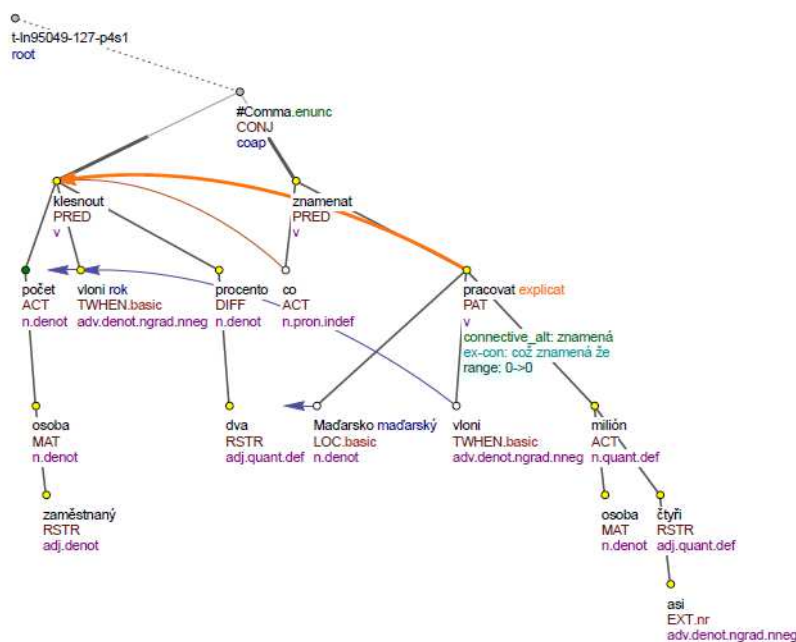 t-ln95049-127-p4s1
root
#Comma.enunc
CONJ
coap
klesnout
PRED
v
znamenat
PRED
v
počet
ACT
n.denot
vloni rok
TWHEN.basic
adv.denot.ngrad.nneg
procento
DIFF
n.denot
co
ACT
n.pron.indef
pracovat explicat
PAT
v
connective_alt: znamená
ex-con: což znamená že
range: 0->0
osoba
MAT
n.denot
dva
RSTR
adj.quant.def
Maďarsko maďarský
LOC.basic
n.denot
vloni
TWHEN.basic
adv.denot.ngrad.nneg
milión
ACT
n.quant.def
zaměstnaný
RSTR
adj.denot
osoba
MAT
n.denot
čtyři
RSTR
adj.quant.def
asi
EXT.nr
adv.denot.ngrad.nneg